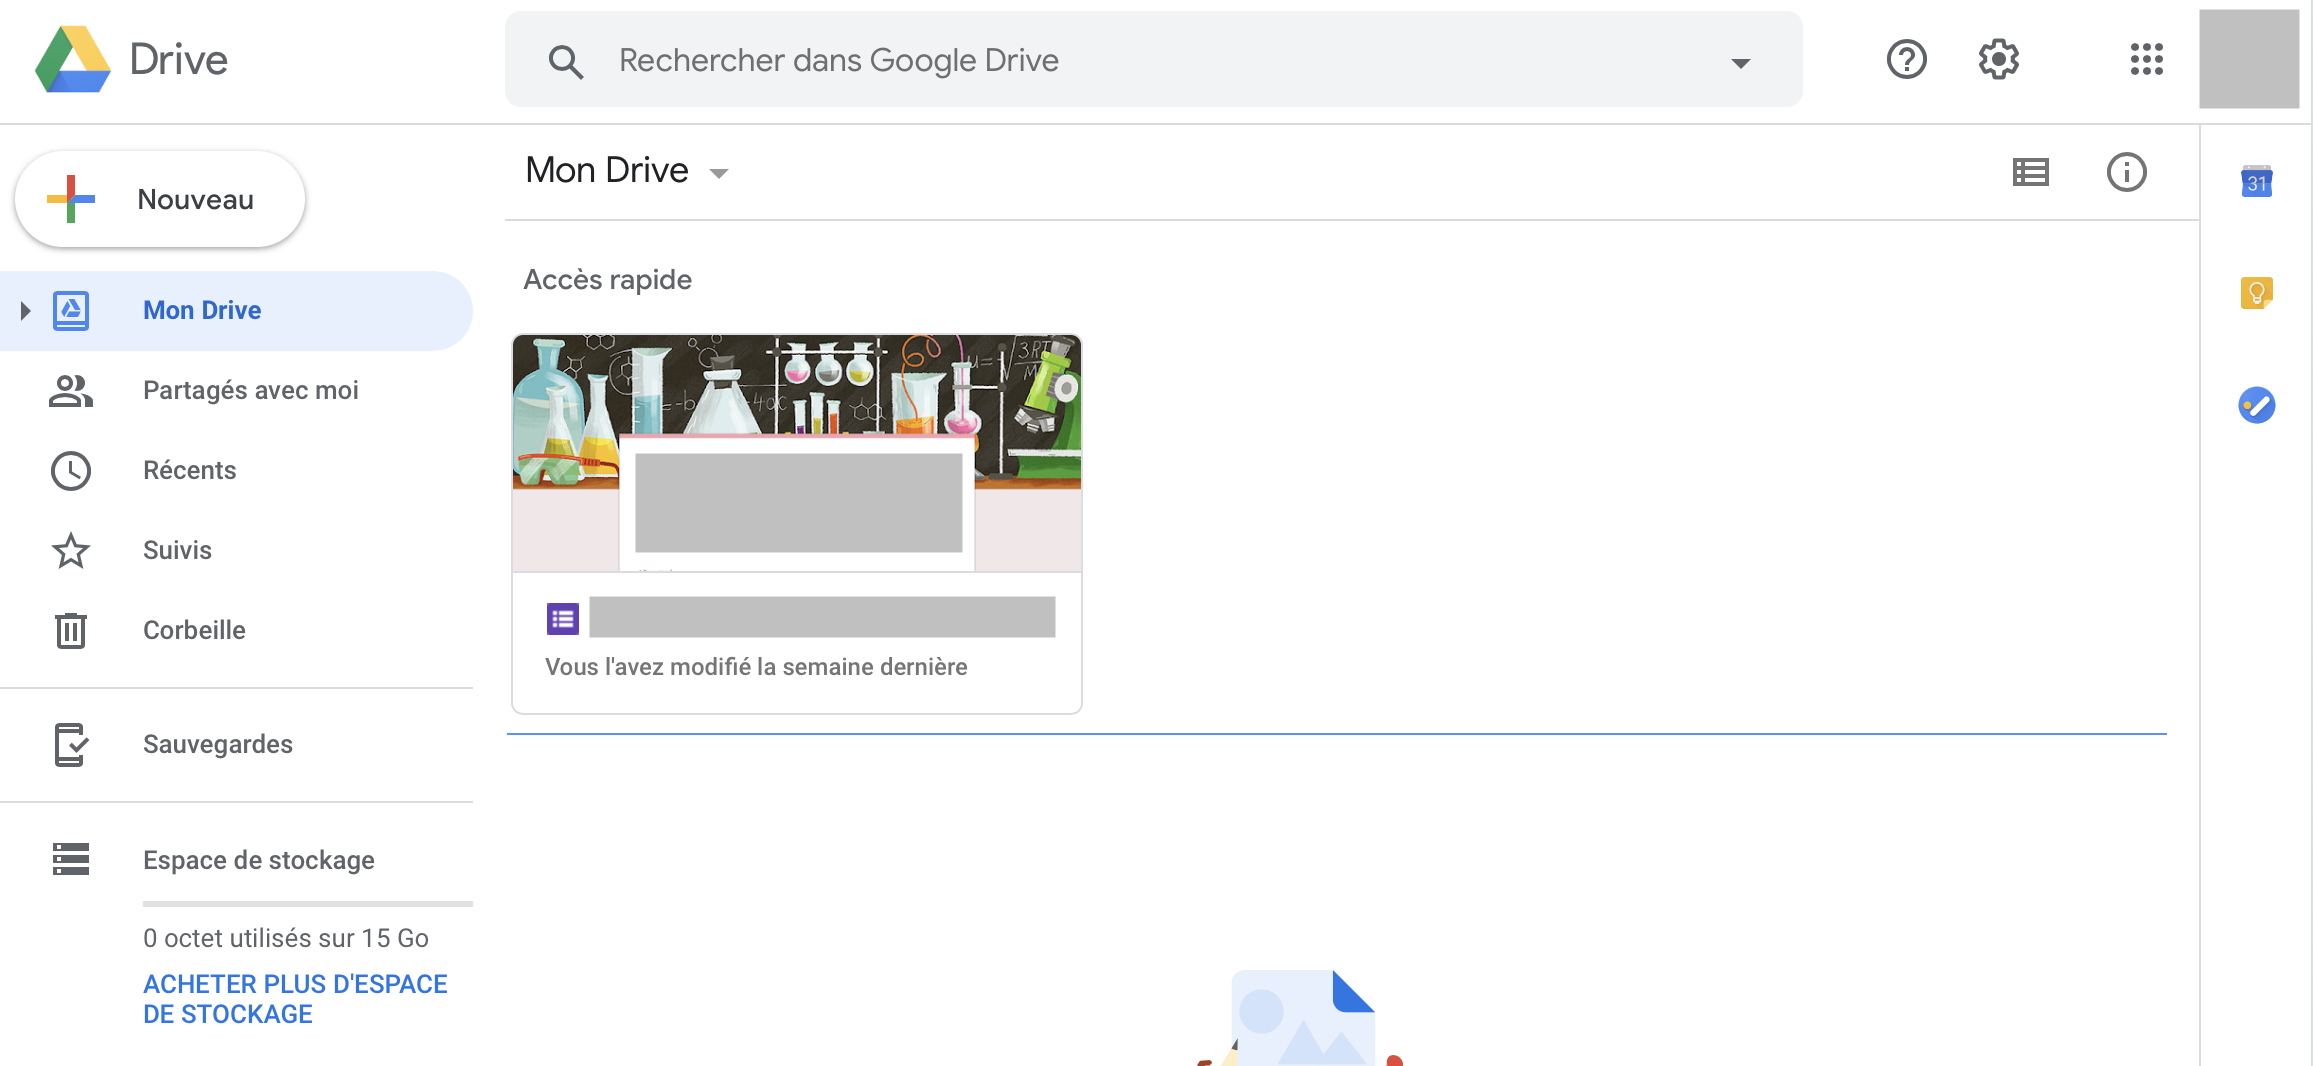 Drive
Rechercher dans Google Drive
Nouveau
Mon Drive
Partagés avec moi
Récents
Suivis
Corbeille
Sauvegardes
Espace de stockage
0 octet utilisés sur 15 Go
ACHETER PLUS D'ESPACE
DE STOCKAGE
Mon Drive
Accès rapide
Vous l'avez modifié la semaine dernière
31